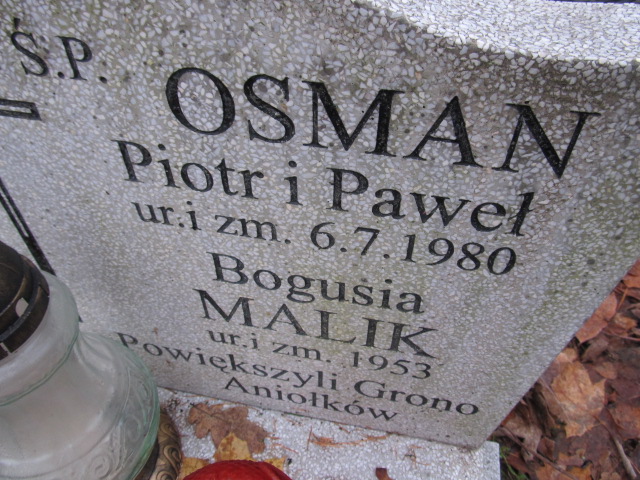 Ś.P.
OSMAN
Piotr i Paweł
ur.i zm. 6.7.1980
Bogusia
MALIK
ur.i zm. 1953
Powiększyli Grono
Aniołków